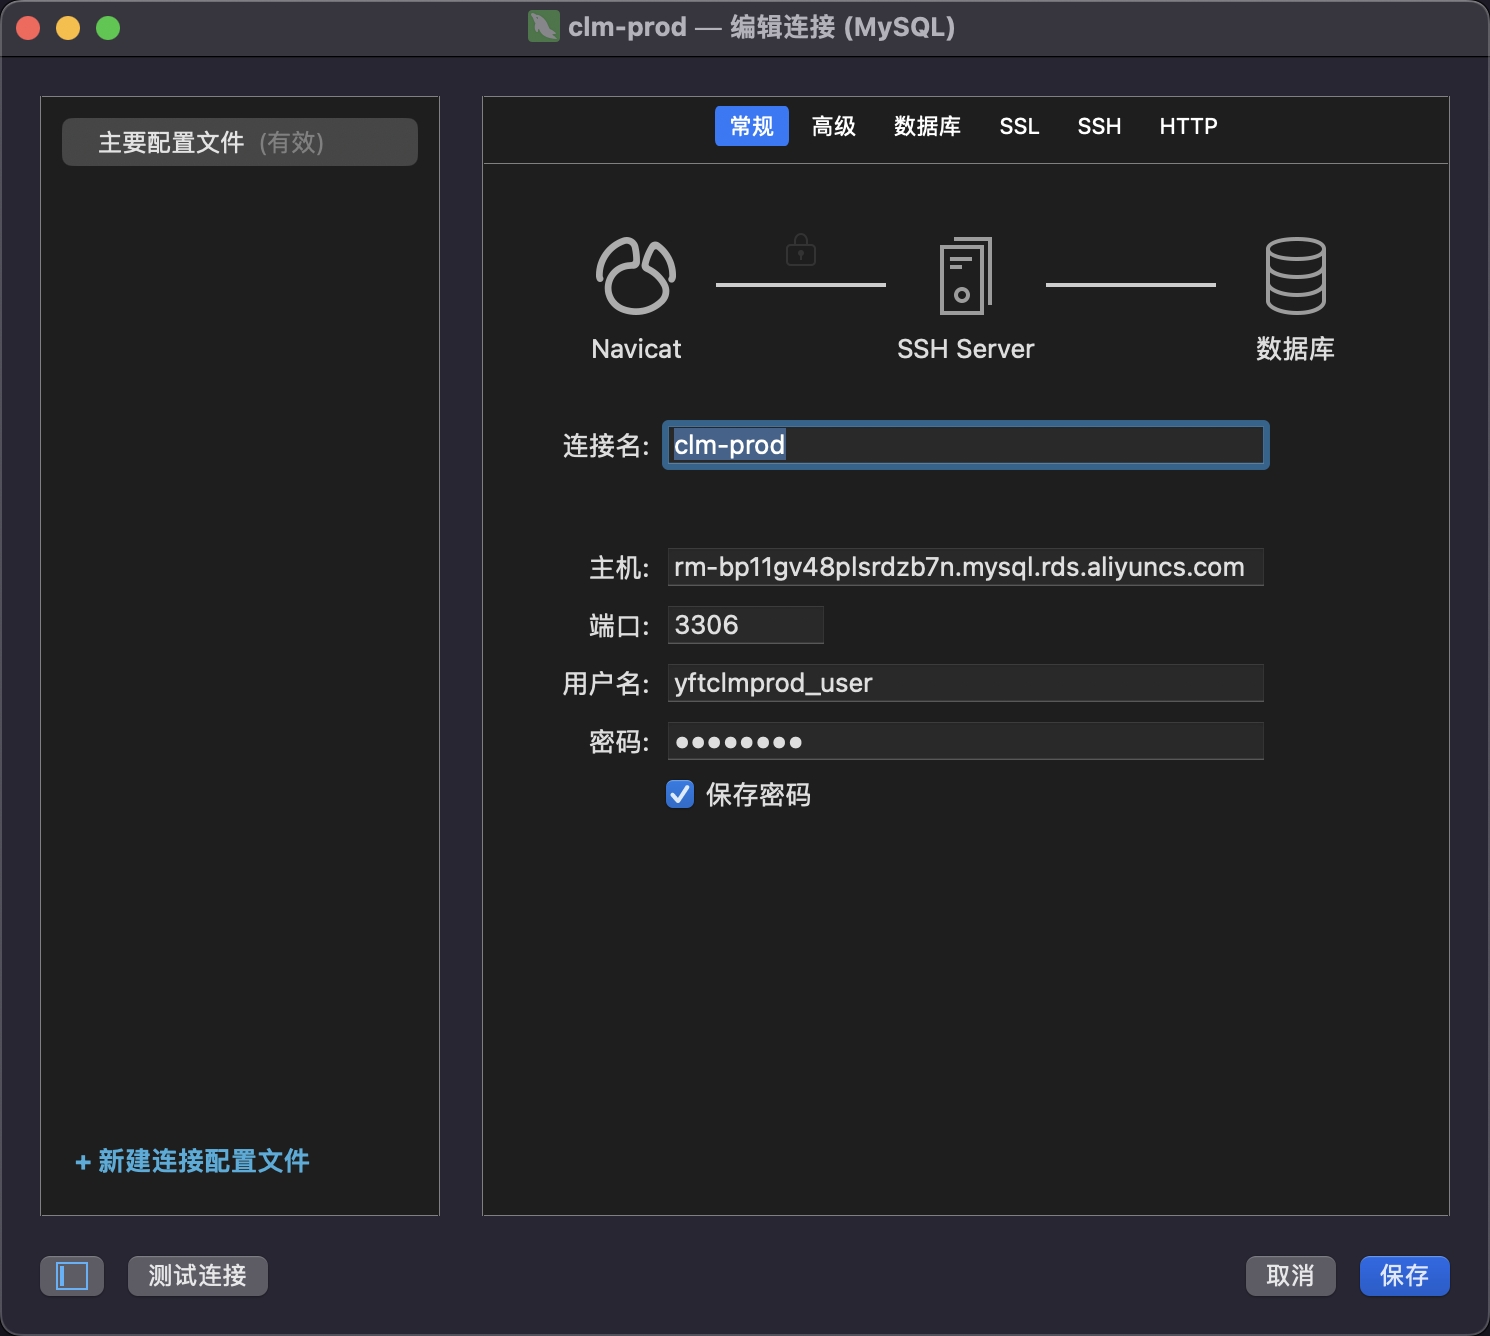 clm-prod — 编辑连接 (MySQL)
主要配置文件 (有效)
常规 高级 数据库 SSL SSH HTTP
Navicat SSH Server 数据库
连接名: clm-prod
主机: rm-bp11gv48plsrdzb7n.mysql.rds.aliyuncs.com
端口: 3306
用户名: yftclmprod_user
密码: ●●●●●●●●
保存密码
+ 新建连接配置文件
测试连接 取消 保存